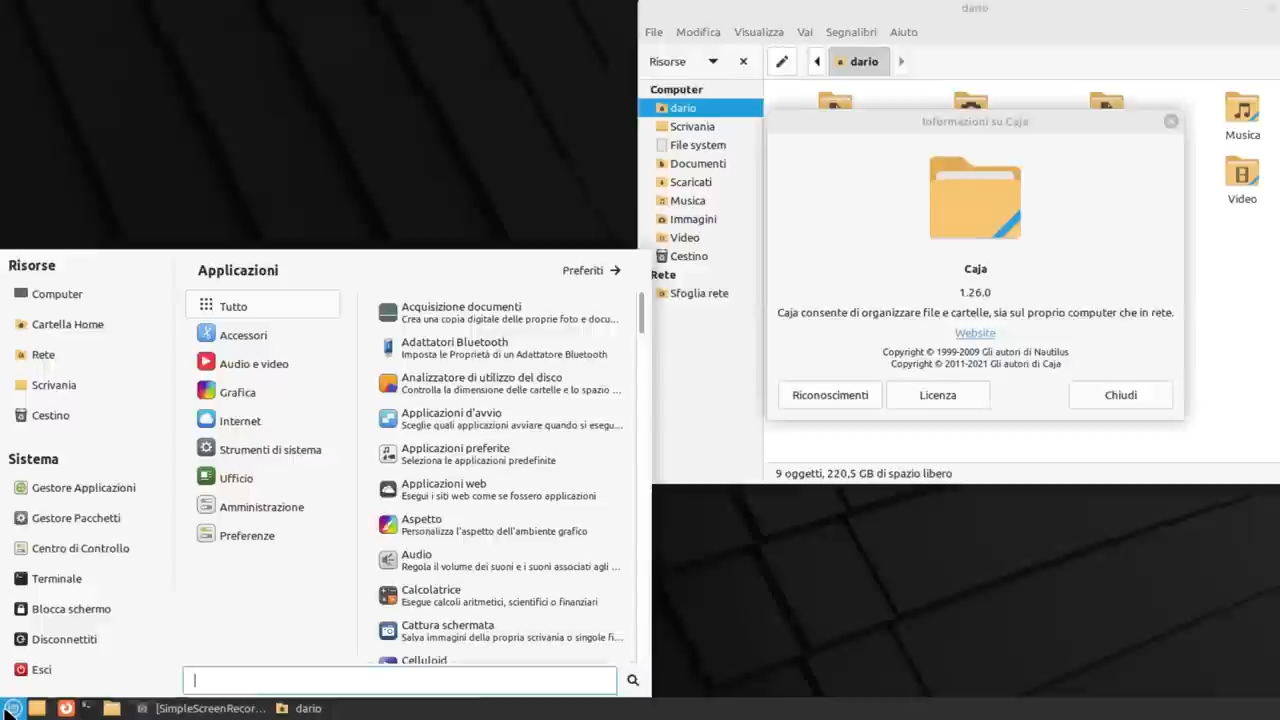 dario
File Modifica Visualizza Vai Segnalibri Aiuto
Risorse
dario
Computer
dario
Scrivania
File system
Documenti
Scaricati
Musica
Immagini
Video
Cestino
Rete
Sfoglia rete
Musica
Video
Informazioni su Caja
Caja
1.26.0
Caja consente di organizzare file e cartelle, sia sul proprio computer che in rete.
Website
Copyright © 1999-2009 Gli autori di Nautilus
Copyright © 2011-2021 Gli autori di Caja
Riconoscimenti Licenza Chiudi
9 oggetti, 220,5 GB di spazio libero
Risorse
Computer
Cartella Home
Rete
Scrivania
Cestino
Sistema
Gestore Applicazioni
Gestore Pacchetti
Centro di Controllo
Terminale
Blocca schermo
Disconnettiti
Esci
Applicazioni
Preferiti
Tutto
Accessori
Audio e video
Grafica
Internet
Strumenti di sistema
Ufficio
Amministrazione
Preferenze
Acquisizione documenti
Crea una copia digitale delle proprie foto e docu...
Adattatori Bluetooth
Imposta le Proprietà di un Adattatore Bluetooth
Analizzatore di utilizzo del disco
Controlla la dimensione delle cartelle e lo spazio ...
Applicazioni d'avvio
Sceglie quali applicazioni avviare quando si esegu...
Applicazioni preferite
Seleziona le applicazioni predefinite
Applicazioni web
Esegui i siti web come se fossero applicazioni
Aspetto
Personalizza l'aspetto dell'ambiente grafico
Audio
Regola il volume dei suoni e i suoni associati agli ...
Calcolatrice
Esegue calcoli aritmetici, scientifici o finanziari
Cattura schermata
Salva immagini della propria scrivania o singole fi...
Celluloid
[SimpleScreenRecor... dario